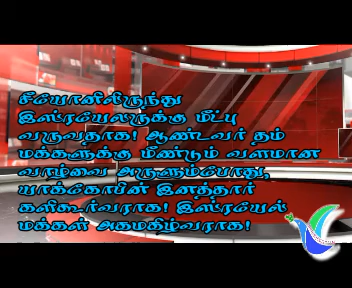 சீயோனிலிருந்து
இஸ்ரயேலருக்கு மீட்பு
வருவதாக! ஆண்டவர் தம்
மக்களுக்கு மீண்டும் வளமான
வாழ்வை அருளும்போது,
யாக்கோபின் இனத்தார்
களிகூர்வராக! இஸ்ரயேல்
மக்கள் அகமகிழ்வராக!